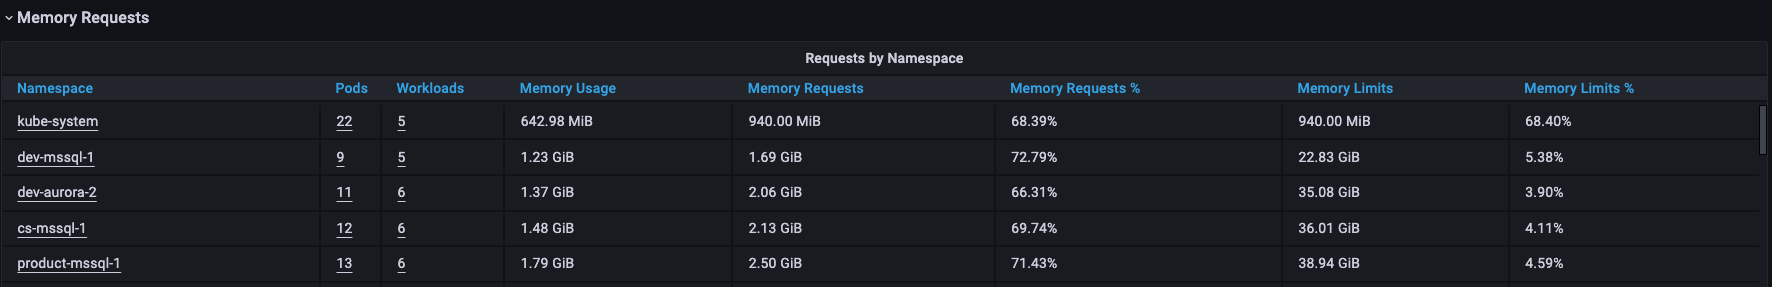 Memory Requests
Requests by Namespace
Namespace Pods Workloads Memory Usage Memory Requests Memory Requests % Memory Limits Memory Limits %
kube-system 22 5 642.98 MiB 940.00 MiB 68.39% 940.00 MiB 68.40%
dev-mssql-1 9 5 1.23 GiB 1.69 GiB 72.79% 22.83 GiB 5.38%
dev-aurora-2 11 6 1.37 GiB 2.06 GiB 66.31% 35.08 GiB 3.90%
cs-mssql-1 12 6 1.48 GiB 2.13 GiB 69.74% 36.01 GiB 4.11%
product-mssql-1 13 6 1.79 GiB 2.50 GiB 71.43% 38.94 GiB 4.59%